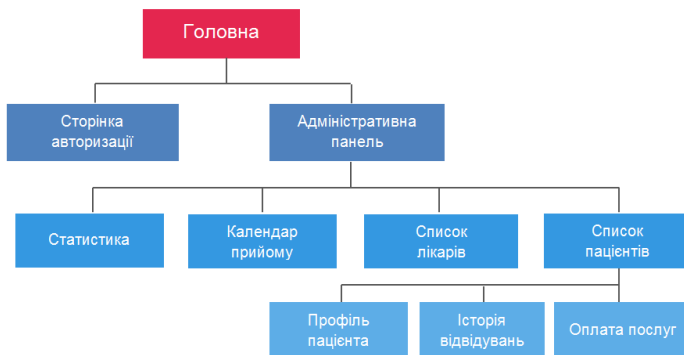 Головна
Сторінка
авторизації
Адміністративна
панель
Статистика
Календар
прийому
Список
лікарів
Список
пацієнтів
Профіль
пацієнта
Історія
відвідувань
Оплата послуг